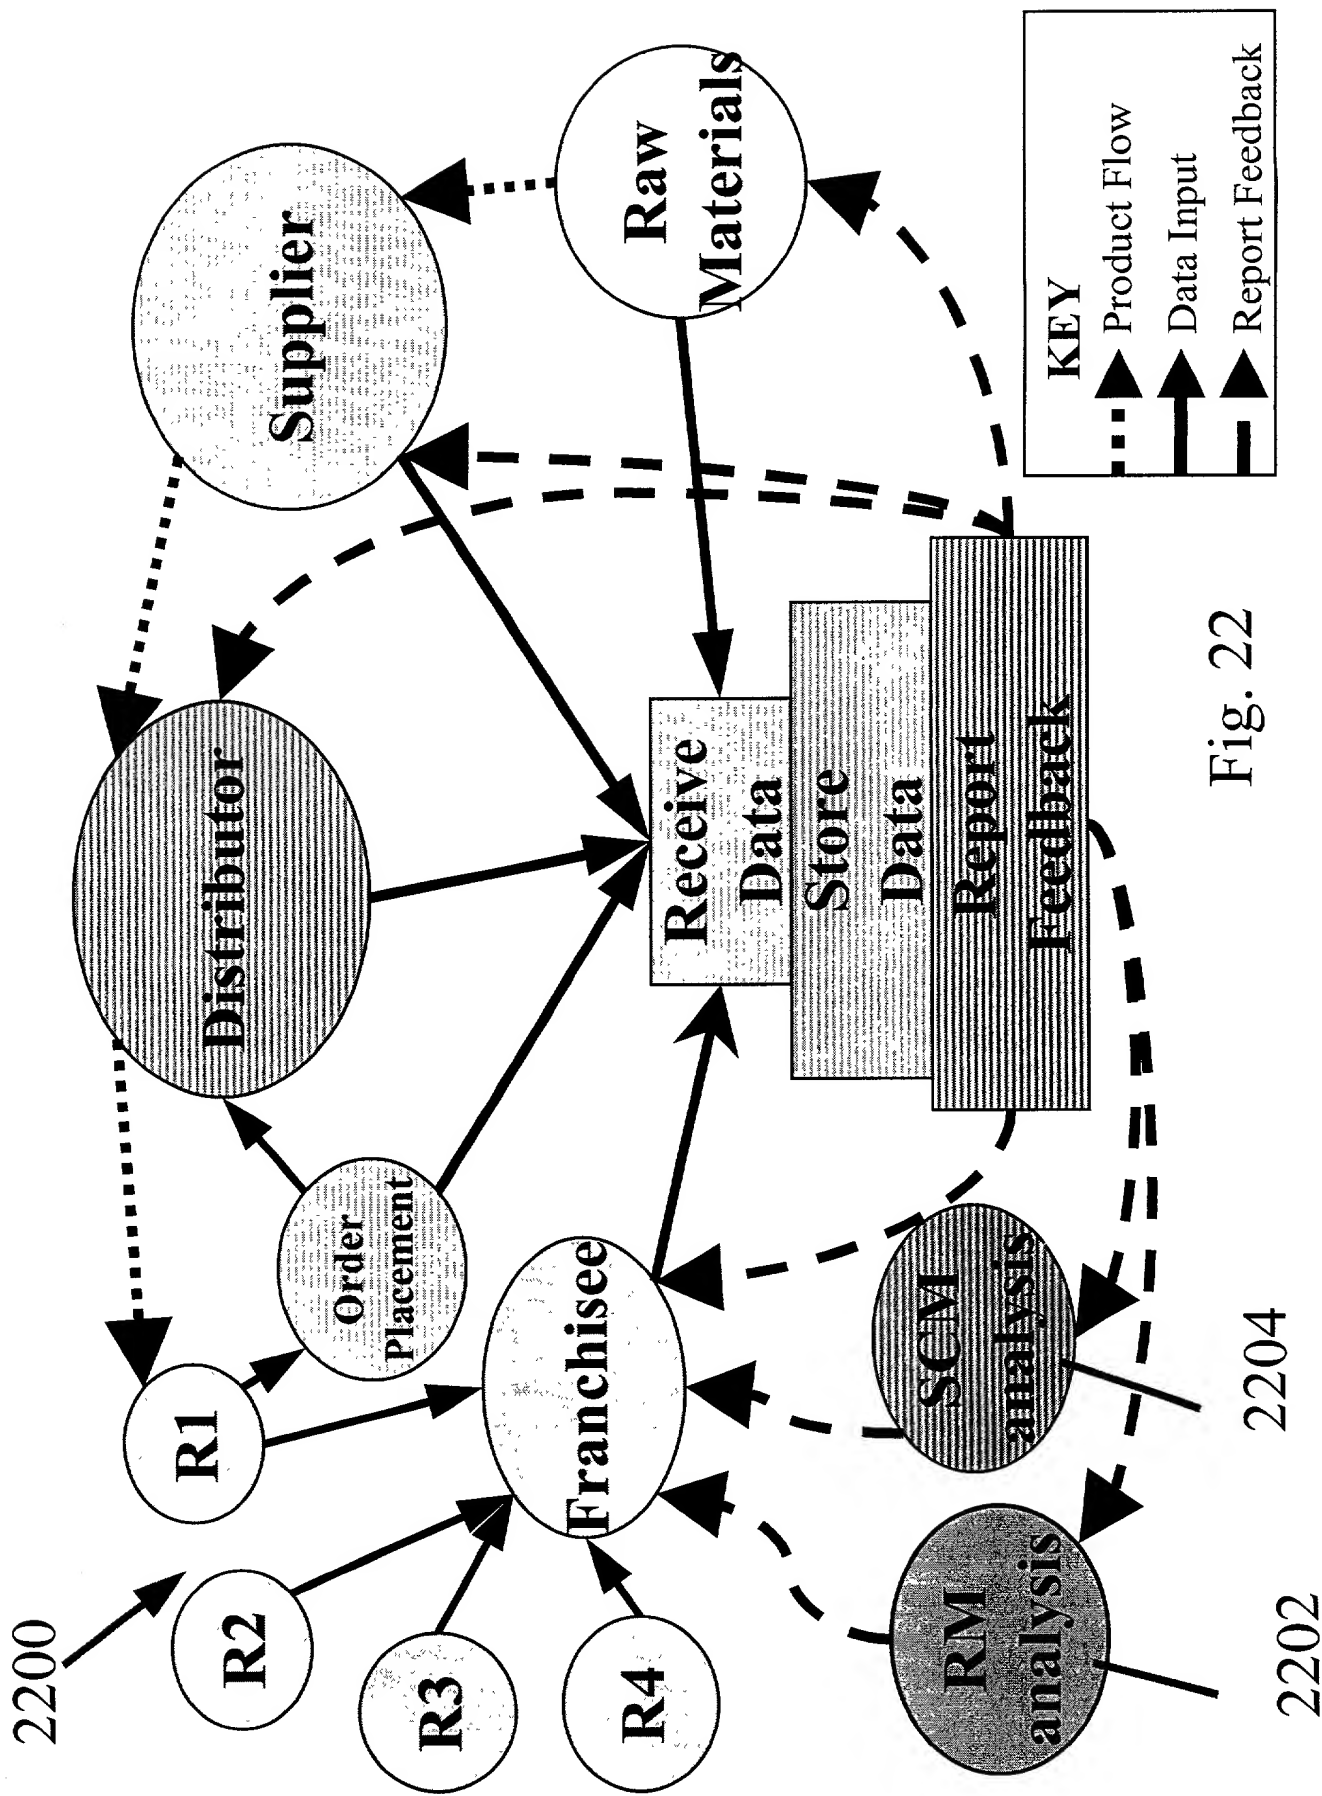 2200
R1
R2
R3
R4
Order
Placement
Distributor
Supplier
Raw
Materials
Franchisee
Receive
Data
Store
Data
Report
Feedback
RM
analysis
SCM
analysis
2202
2204
KEY
Product Flow
Data Input
Report Feedback
Fig. 22